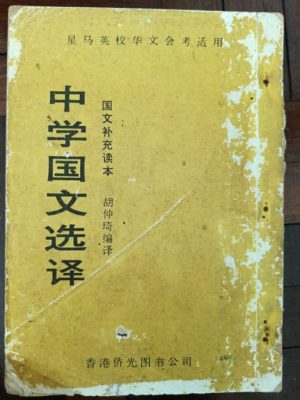 星马英校华文会考适用
中学国文选译
国文补充读本
胡仲琦编译
香港侨光图书公司